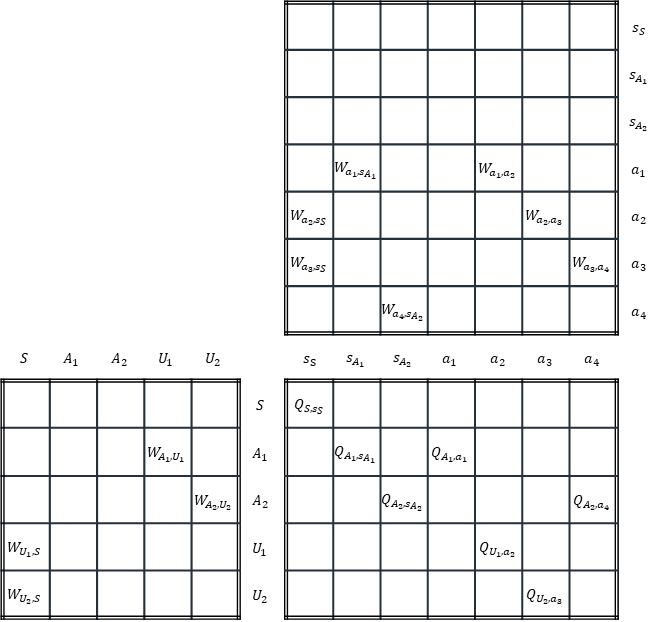 s_S
s_{A_1}
s_{A_2}
W_{a_1,s_{A_1}} W_{a_1,a_2} a_1
W_{a_2,s_S} W_{a_2,a_3} a_2
W_{a_3,s_S} W_{a_3,a_4} a_3
W_{a_4,s_{A_2}} a_4
S A_1 A_2 U_1 U_2 s_S s_{A_1} s_{A_2} a_1 a_2 a_3 a_4
S Q_{S,s_S}
W_{A_1,U_1} A_1 Q_{A_1,s_{A_1}} Q_{A_1,a_1}
W_{A_2,U_2} A_2 Q_{A_2,s_{A_2}} Q_{A_2,a_4}
W_{U_1,S} U_1 Q_{U_1,a_2}
W_{U_2,S} U_2 Q_{U_2,a_3}